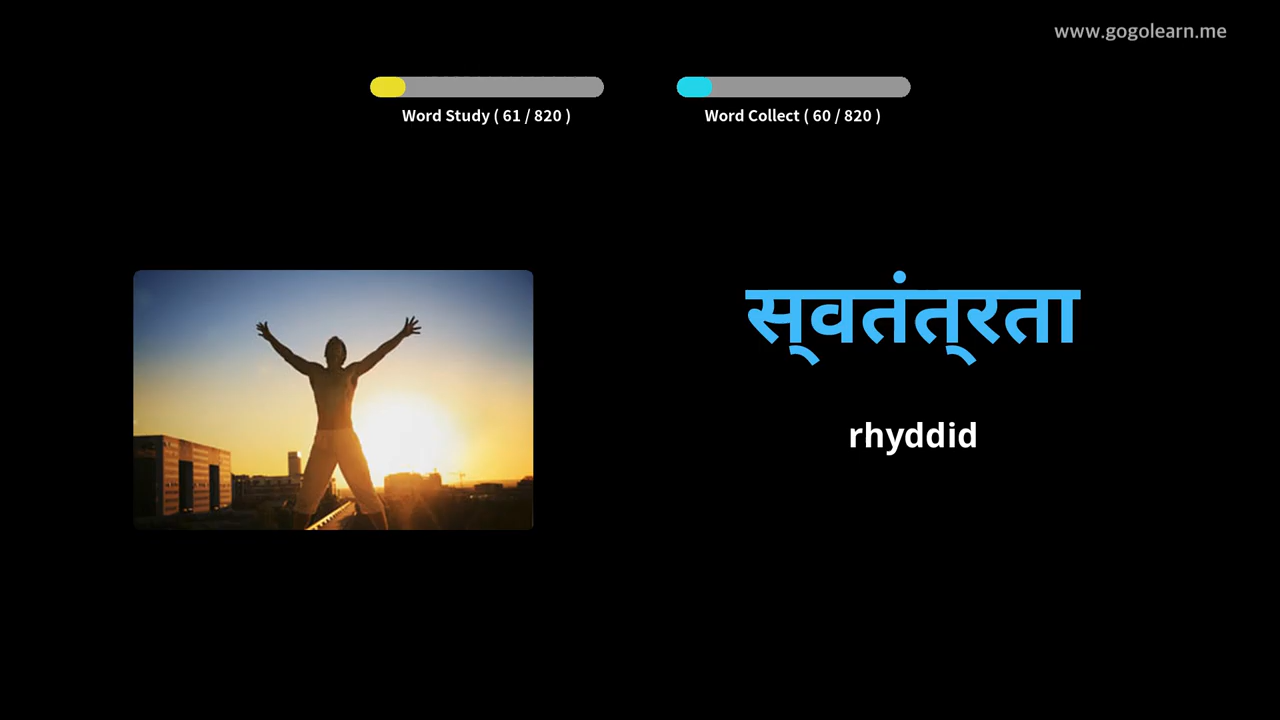 www.gogolearn.me
Word Study ( 61 / 820 )
Word Collect ( 60 / 820 )
स्वतंत्रता
rhyddid